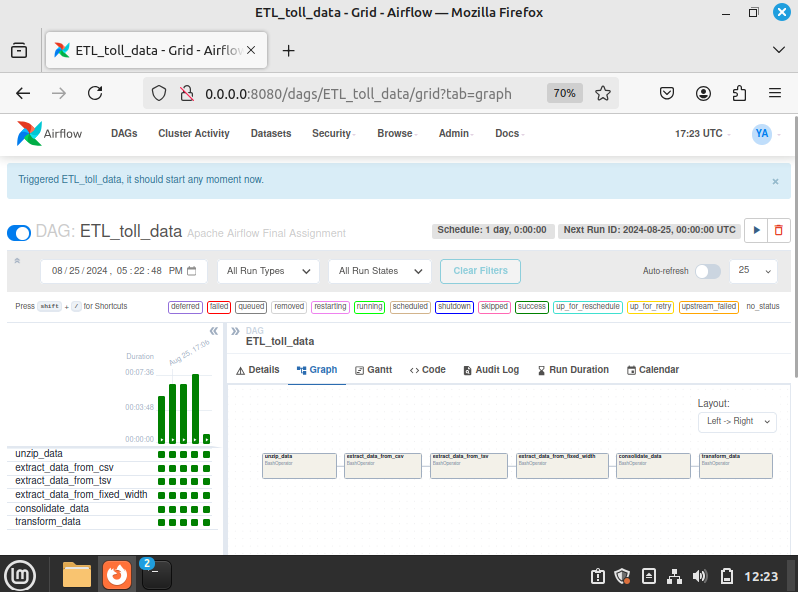 ETL_toll_data - Grid - Airflow — Mozilla Firefox
ETL_toll_data - Grid - Airflow
0.0.0.0:8080/dags/ETL_toll_data/grid?tab=graph
70%
Airflow
DAGs
Cluster Activity
Datasets
Security
Browse
Admin
Docs
17:23 UTC
YA
Triggered ETL_toll_data, it should start any moment now.
×
DAG: ETL_toll_data Apache Airflow Final Assignment
Schedule: 1 day, 0:00:00
Next Run ID: 2024-08-25, 00:00:00 UTC
08/25/2024, 05:22:48 PM
All Run Types
All Run States
Clear Filters
Auto-refresh
25
Press shift + / for Shortcuts
deferred
failed
queued
removed
restarting
running
scheduled
shutdown
skipped
success
up_for_reschedule
up_for_retry
upstream_failed
no_status
DAG
ETL_toll_data
Duration
Aug 25, 17:06
00:07:36
00:03:48
00:00:00
unzip_data
extract_data_from_csv
extract_data_from_tsv
extract_data_from_fixed_width
consolidate_data
transform_data
Details
Graph
Gantt
Code
Audit Log
Run Duration
Calendar
Layout:
Left -> Right
unzip_data
BashOperator
extract_data_from_csv
BashOperator
extract_data_from_tsv
BashOperator
extract_data_from_fixed_width
BashOperator
consolidate_data
BashOperator
transform_data
BashOperator
2
12:23